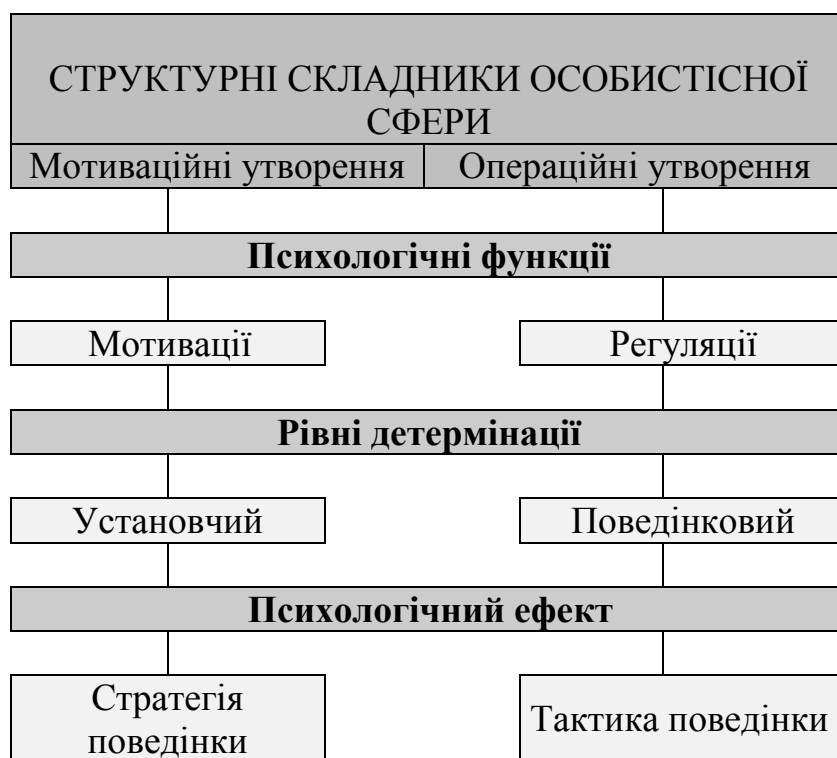 СТРУКТУРНІ СКЛАДНИКИ ОСОБИСТІСНОЇ
СФЕРИ
Мотиваційні утворення
Операційні утворення
Психологічні функції
Мотивації
Регуляції
Рівні детермінації
Установчий
Поведінковий
Психологічний ефект
Стратегія
поведінки
Тактика поведінки